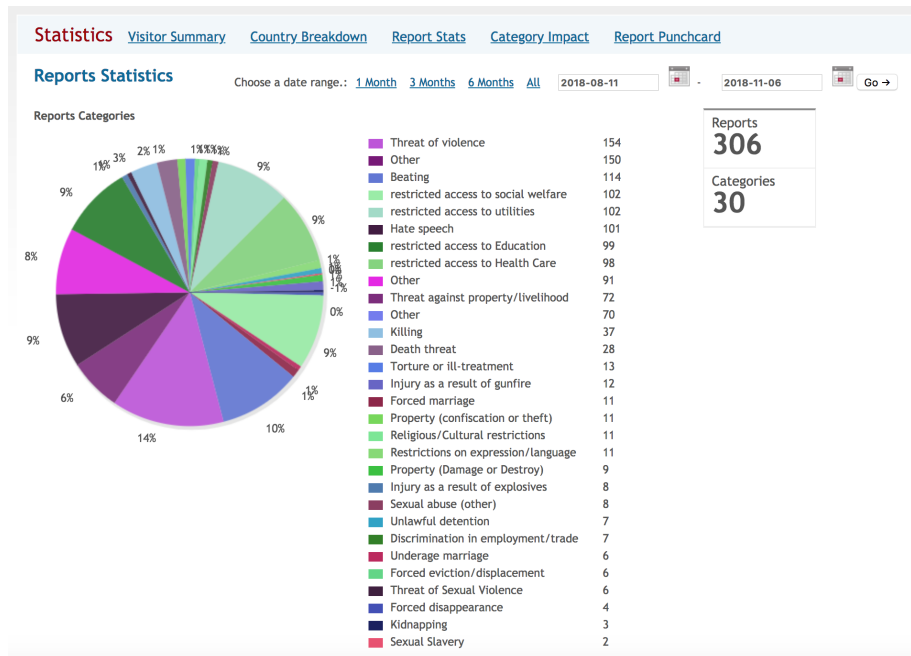 Statistics Visitor Summary Country Breakdown Report Stats Category Impact Report Punchcard
Reports Statistics
Choose a date range.: 1 Month 3 Months 6 Months All 2018-08-11 - 2018-11-06 Go →
Reports Categories
Reports
306
Categories
30
Threat of violence 154
Other 150
Beating 114
restricted access to social welfare 102
restricted access to utilities 102
Hate speech 101
restricted access to Education 99
restricted access to Health Care 98
Other 91
Threat against property/livelihood 72
Other 70
Killing 37
Death threat 28
Torture or ill-treatment 13
Injury as a result of gunfire 12
Forced marriage 11
Property (confiscation or theft) 11
Religious/Cultural restrictions 11
Restrictions on expression/language 11
Property (Damage or Destroy) 9
Injury as a result of explosives 8
Sexual abuse (other) 8
Unlawful detention 7
Discrimination in employment/trade 7
Underage marriage 6
Forced eviction/displacement 6
Threat of Sexual Violence 6
Forced disappearance 4
Kidnapping 3
Sexual Slavery 2
3%
2%
1%
9%
9%
0%
9%
1%
10%
14%
6%
9%
8%
9%